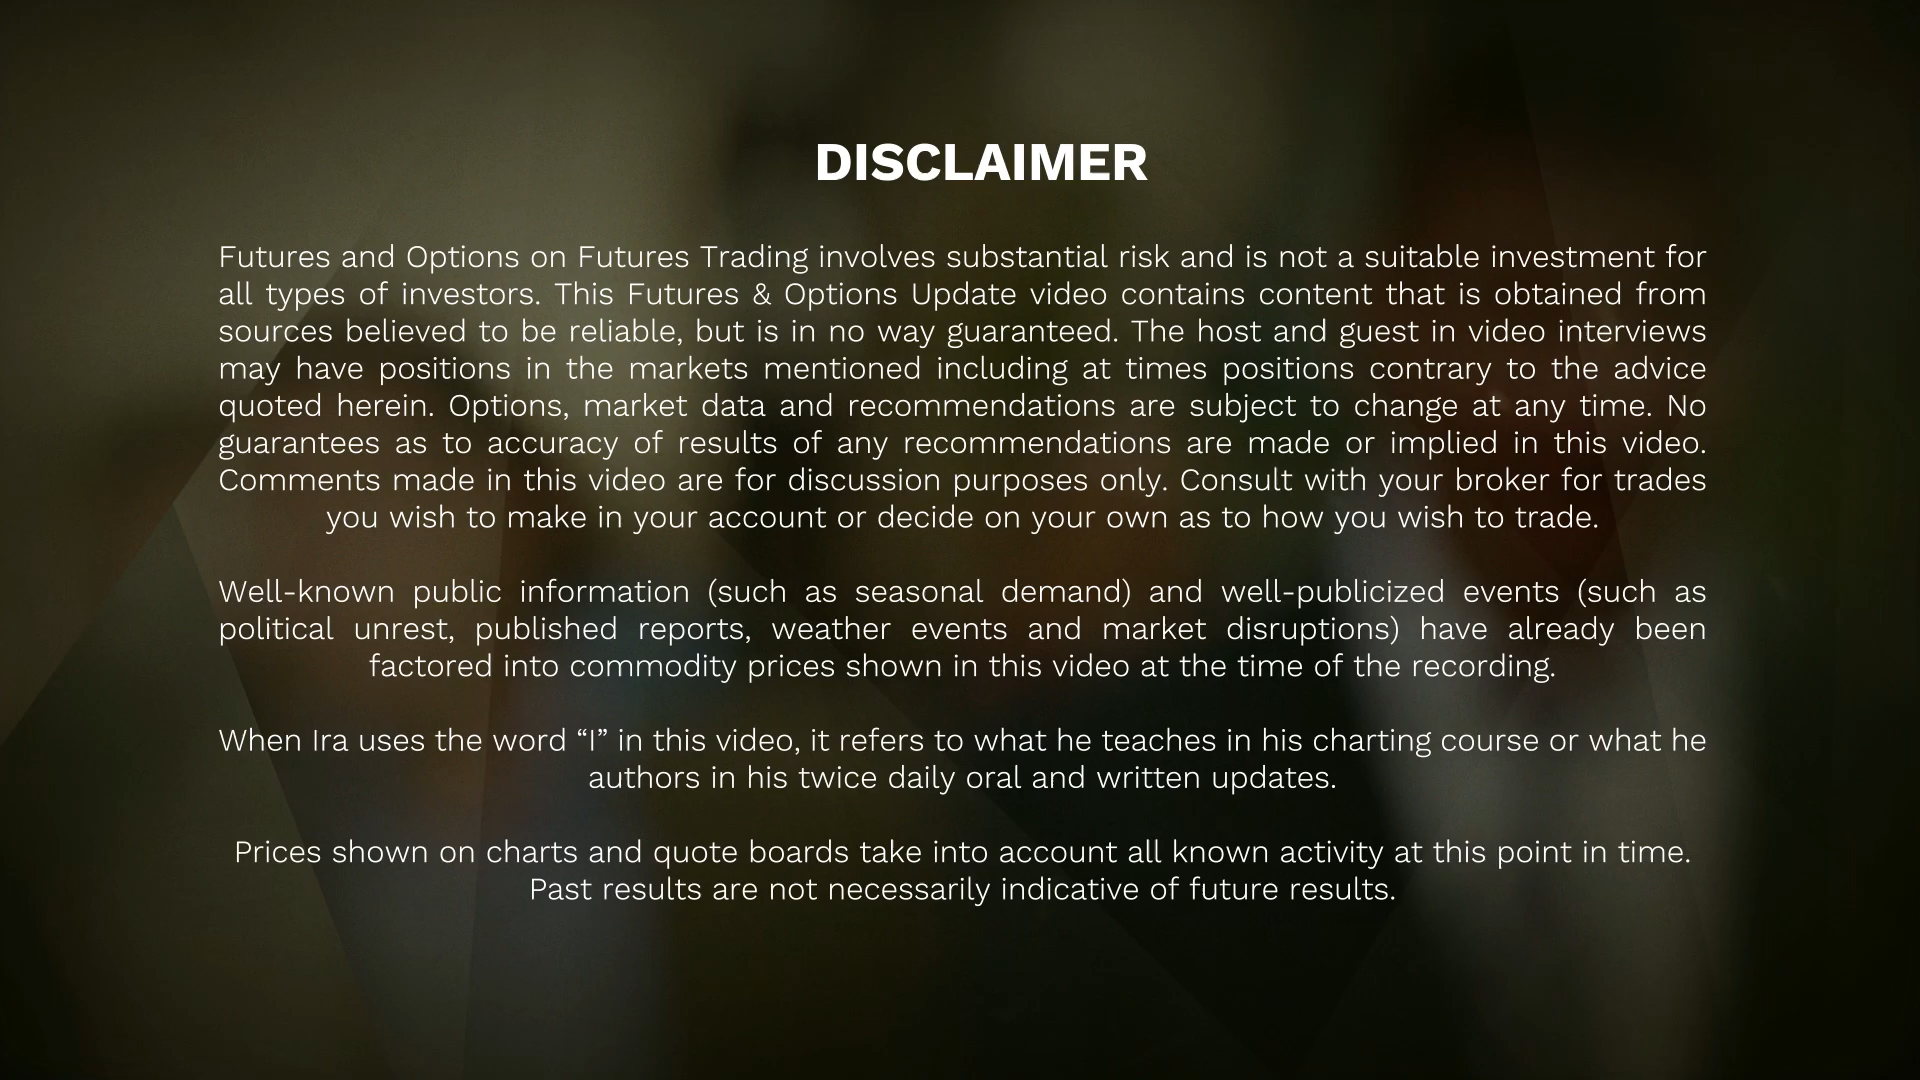 DISCLAIMER
Futures and Options on Futures Trading involves substantial risk and is not a suitable investment for
all types of investors. This Futures & Options Update video contains content that is obtained from
sources believed to be reliable, but is in no way guaranteed. The host and guest in video interviews
may have positions in the markets mentioned including at times positions contrary to the advice
quoted herein. Options, market data and recommendations are subject to change at any time. No
guarantees as to accuracy of results of any recommendations are made or implied in this video.
Comments made in this video are for discussion purposes only. Consult with your broker for trades
you wish to make in your account or decide on your own as to how you wish to trade.
Well-known public information (such as seasonal demand) and well-publicized events (such as
political unrest, published reports, weather events and market disruptions) have already been
factored into commodity prices shown in this video at the time of the recording.
When Ira uses the word “I” in this video, it refers to what he teaches in his charting course or what he
authors in his twice daily oral and written updates.
Prices shown on charts and quote boards take into account all known activity at this point in time.
Past results are not necessarily indicative of future results.